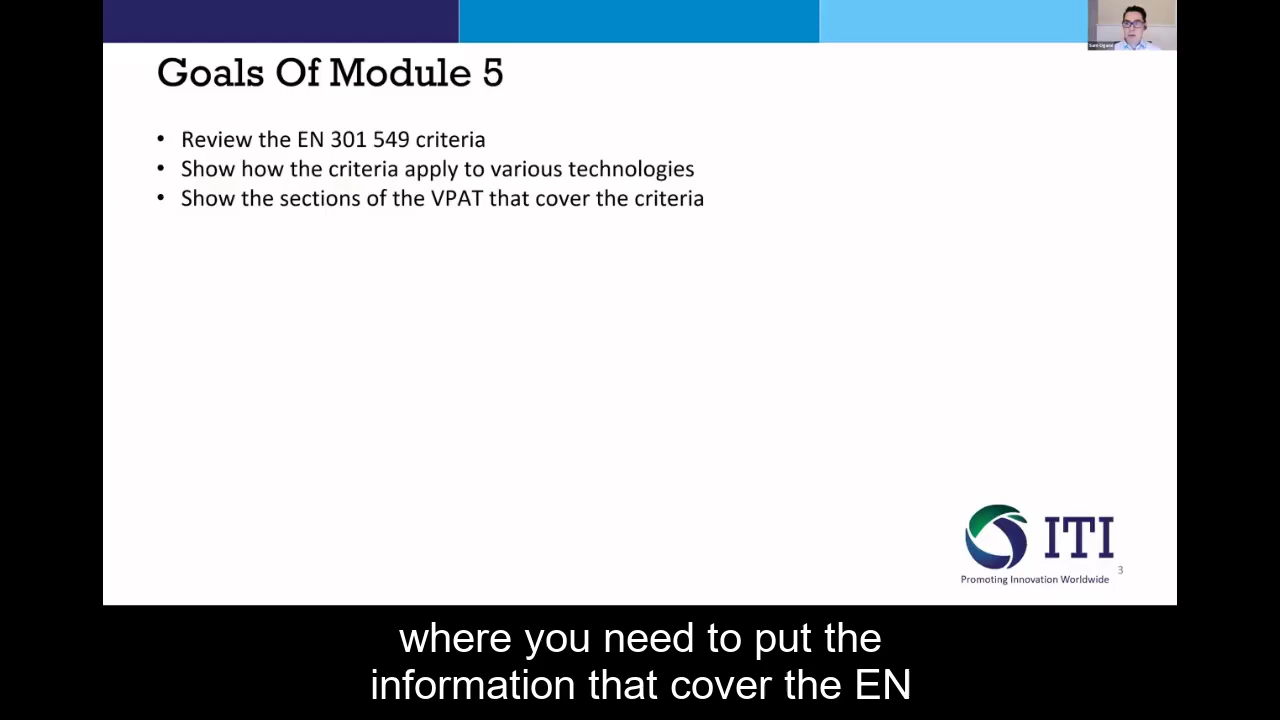 Goals Of Module 5
• Review the EN 301 549 criteria
• Show how the criteria apply to various technologies
• Show the sections of the VPAT that cover the criteria
ITI
Promoting Innovation Worldwide
3
where you need to put the
information that cover the EN